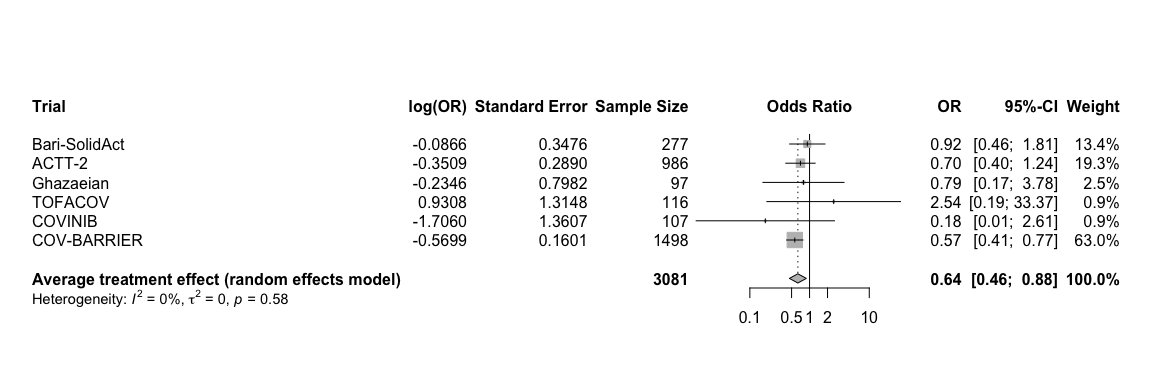 Trial log(OR) Standard Error Sample Size Odds Ratio OR 95%-CI Weight
Bari-SolidAct -0.0866 0.3476 277 0.92 [0.46; 1.81] 13.4%
ACTT-2 -0.3509 0.2890 986 0.70 [0.40; 1.24] 19.3%
Ghazaeian -0.2346 0.7982 97 0.79 [0.17; 3.78] 2.5%
TOFACOV 0.9308 1.3148 116 2.54 [0.19; 33.37] 0.9%
COVINIB -1.7060 1.3607 107 0.18 [0.01; 2.61] 0.9%
COV-BARRIER -0.5699 0.1601 1498 0.57 [0.41; 0.77] 63.0%
Average treatment effect (random effects model) 3081 0.64 [0.46; 0.88] 100.0%
Heterogeneity: I² = 0%, τ² = 0, p = 0.58
0.1 0.5 1 2 10